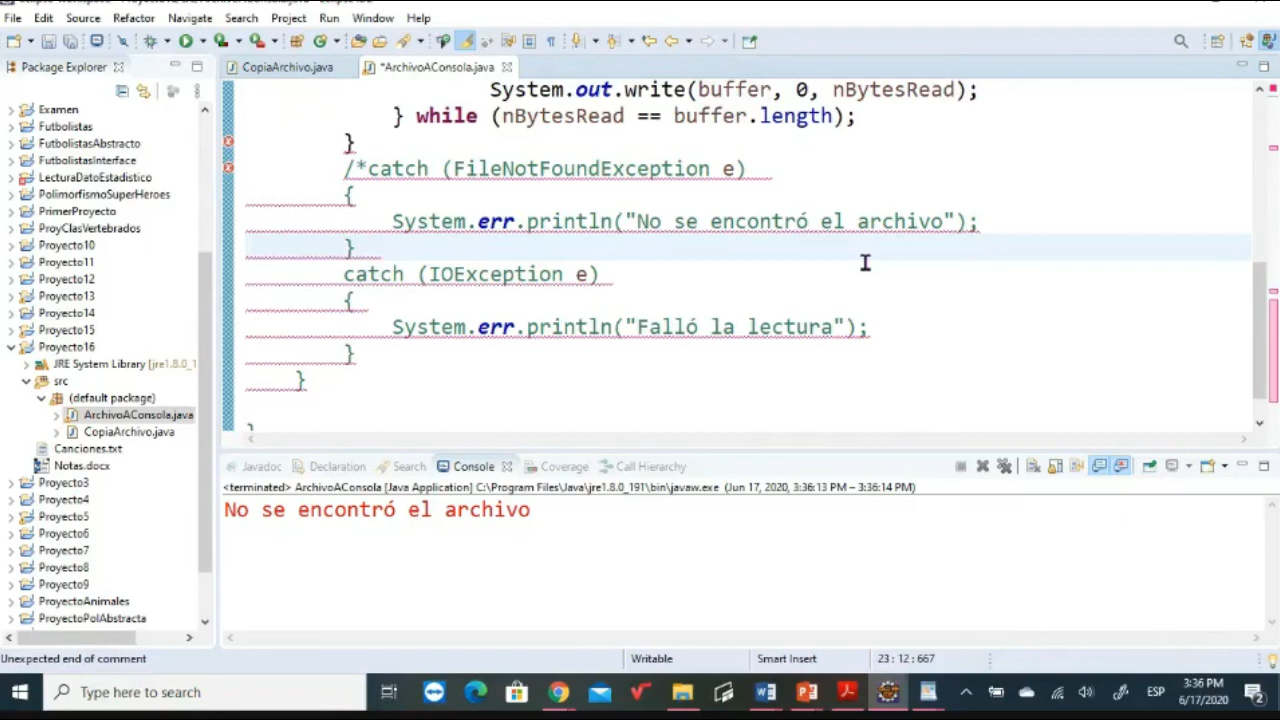 File Edit Source Refactor Navigate Search Project Run Window Help
Package Explorer
CopiaArchivo.java
*ArchivoAConsola.java
Examen
Futbolistas
FutbolistasAbstracto
FutbolistasInterface
LecturaDatoEstadistico
PolimorfismoSuperHeroes
PrimerProyecto
ProyClasVertebrados
Proyecto10
Proyecto11
Proyecto12
Proyecto13
Proyecto14
Proyecto15
Proyecto16
JRE System Library [jre1.8.0_1
src
(default package)
ArchivoAConsola.java
CopiaArchivo.java
Canciones.txt
Notas.docx
Proyecto3
Proyecto4
Proyecto5
Proyecto6
Proyecto7
Proyecto8
Proyecto9
ProyectoAnimales
ProyectoPolAbstracta
System.out.write(buffer, 0, nBytesRead);
} while (nBytesRead == buffer.length);
}
/*catch (FileNotFoundException e)
{
System.err.println("No se encontró el archivo");
}
catch (IOException e)
{
System.err.println("Falló la lectura");
}
}
Javadoc Declaration Search Console Coverage Call Hierarchy
<terminated> ArchivoAConsola [Java Application] C:\Program Files\Java\jre1.8.0_191\bin\javaw.exe (Jun 17, 2020, 3:36:13 PM – 3:36:14 PM)
No se encontró el archivo
Unexpected end of comment
Writable
Smart Insert
23 : 12 : 667
Type here to search
ESP
3:36 PM
6/17/2020
2